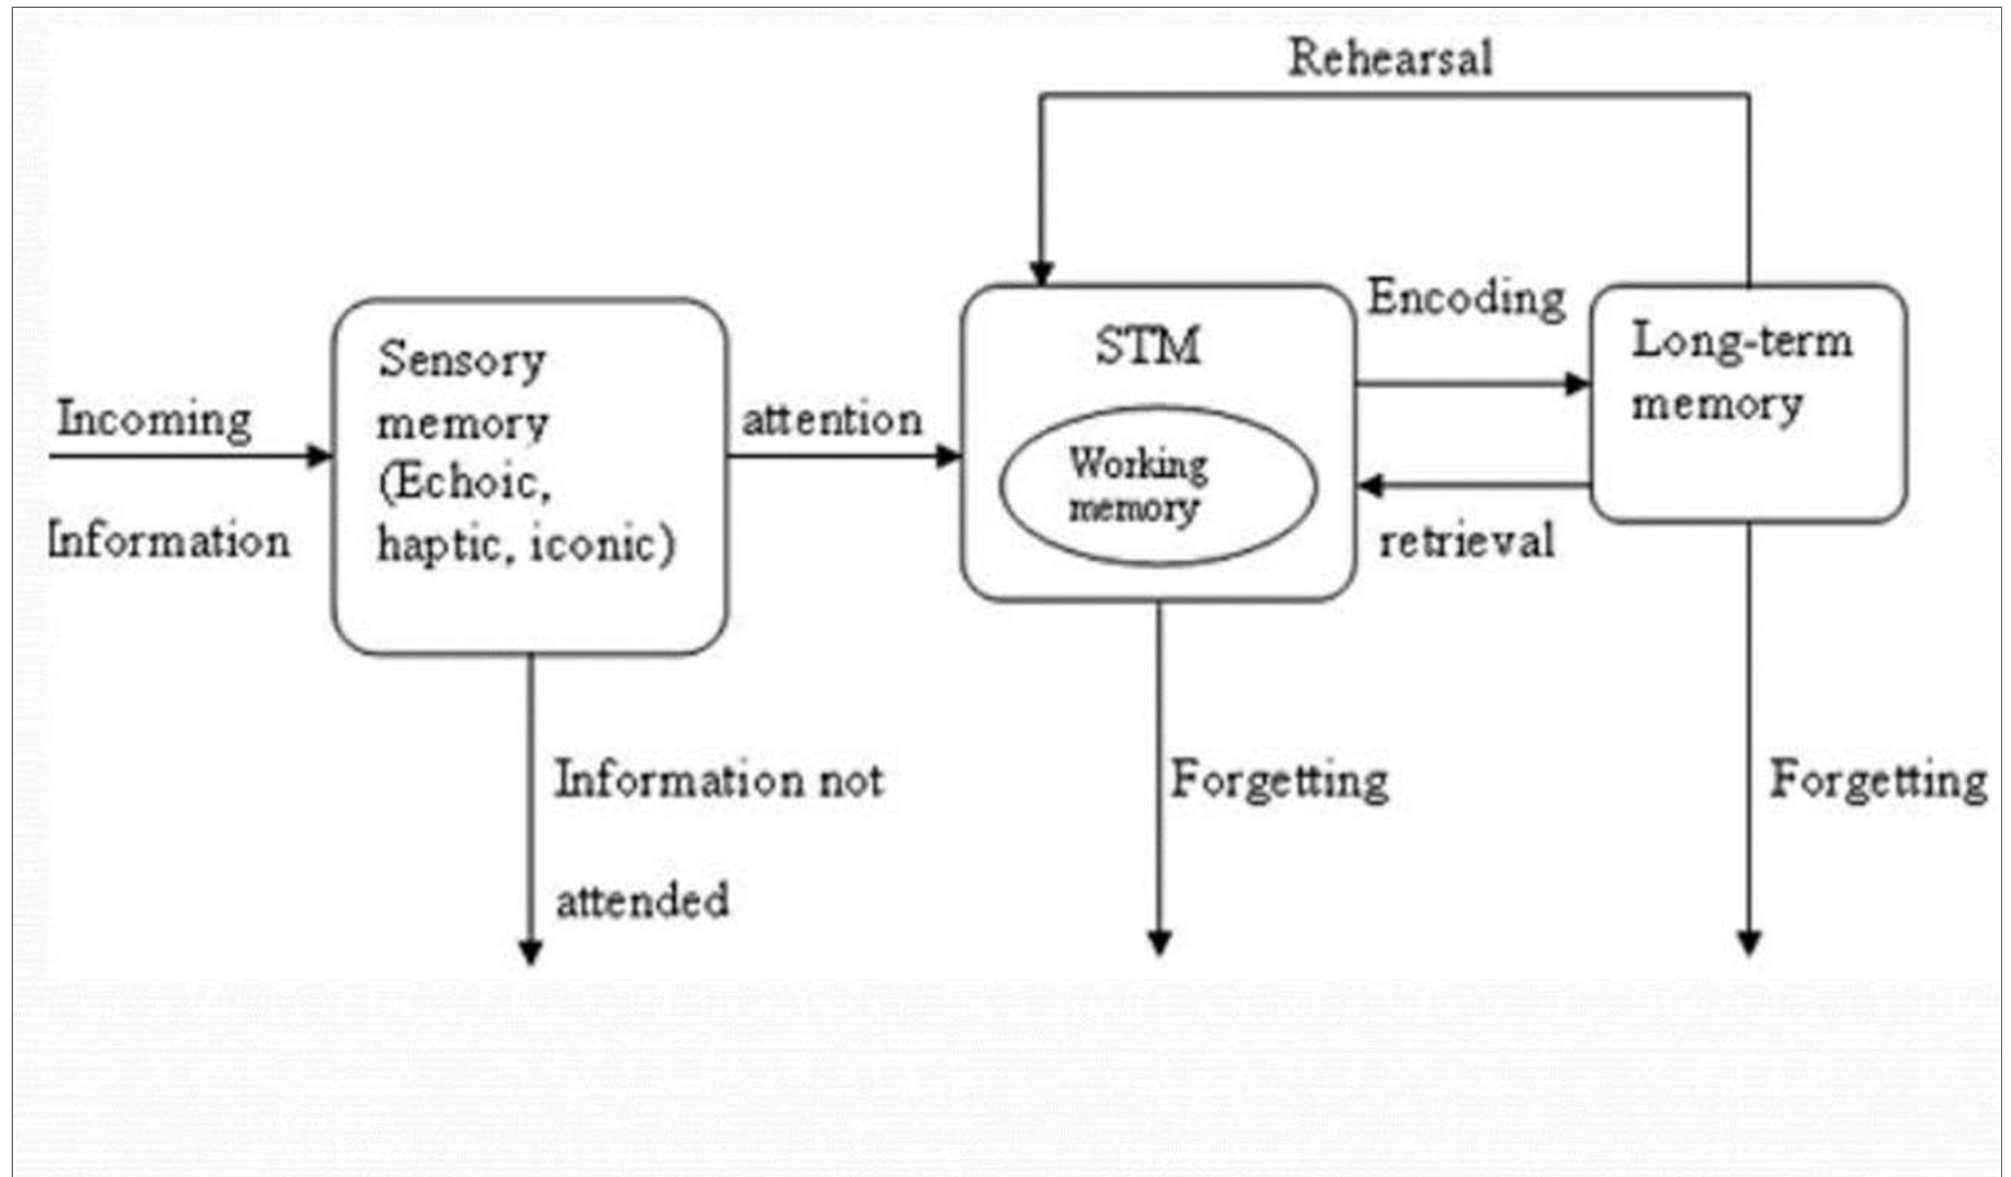 Rehearsal
Incoming
Information
Sensory
memory
(Echoic,
haptic, iconic)
attention
STM
Working
memory
Encoding
retrieval
Long-term
memory
Information not
attended
Forgetting
Forgetting